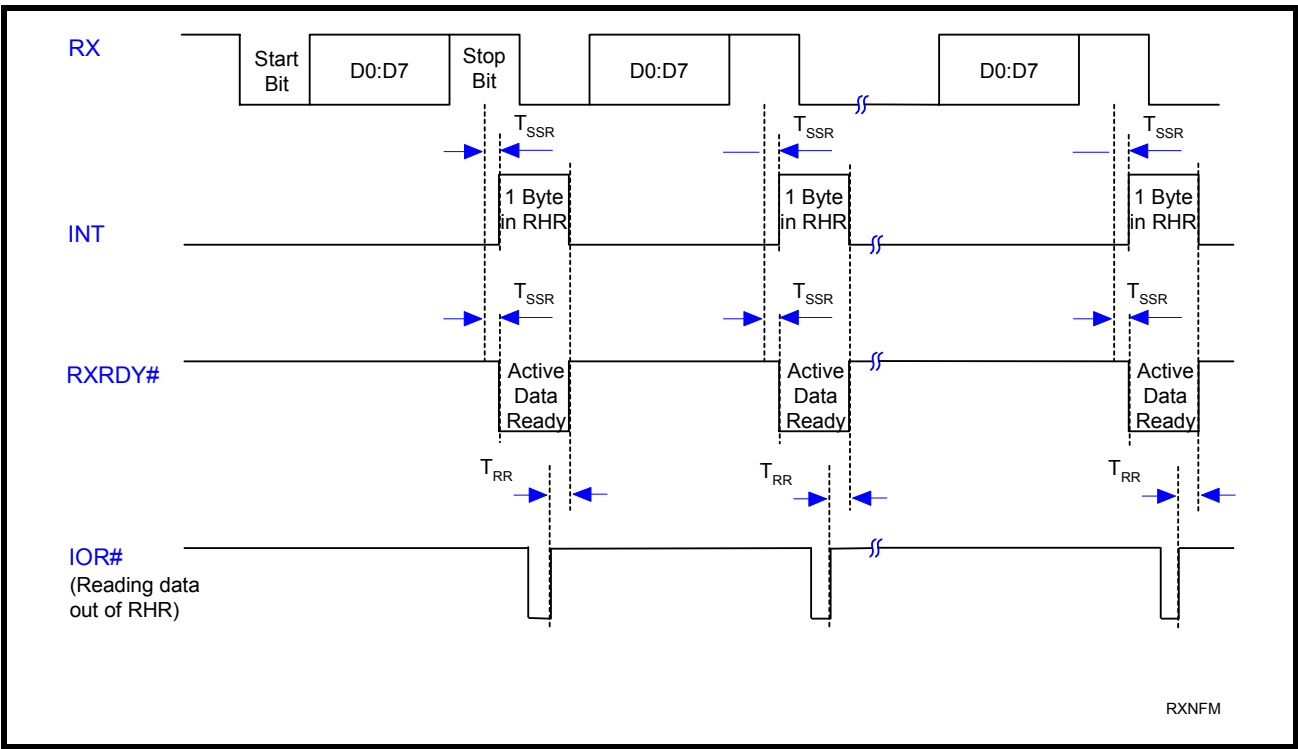 RX
Start
Bit
D0:D7
Stop
Bit
D0:D7
D0:D7
TSSR
TSSR
TSSR
INT
1 Byte
in RHR
1 Byte
in RHR
1 Byte
in RHR
TSSR
TSSR
TSSR
RXRDY#
Active
Data
Ready
Active
Data
Ready
Active
Data
Ready
TRR
TRR
TRR
IOR#
(Reading data
out of RHR)
RXNFM